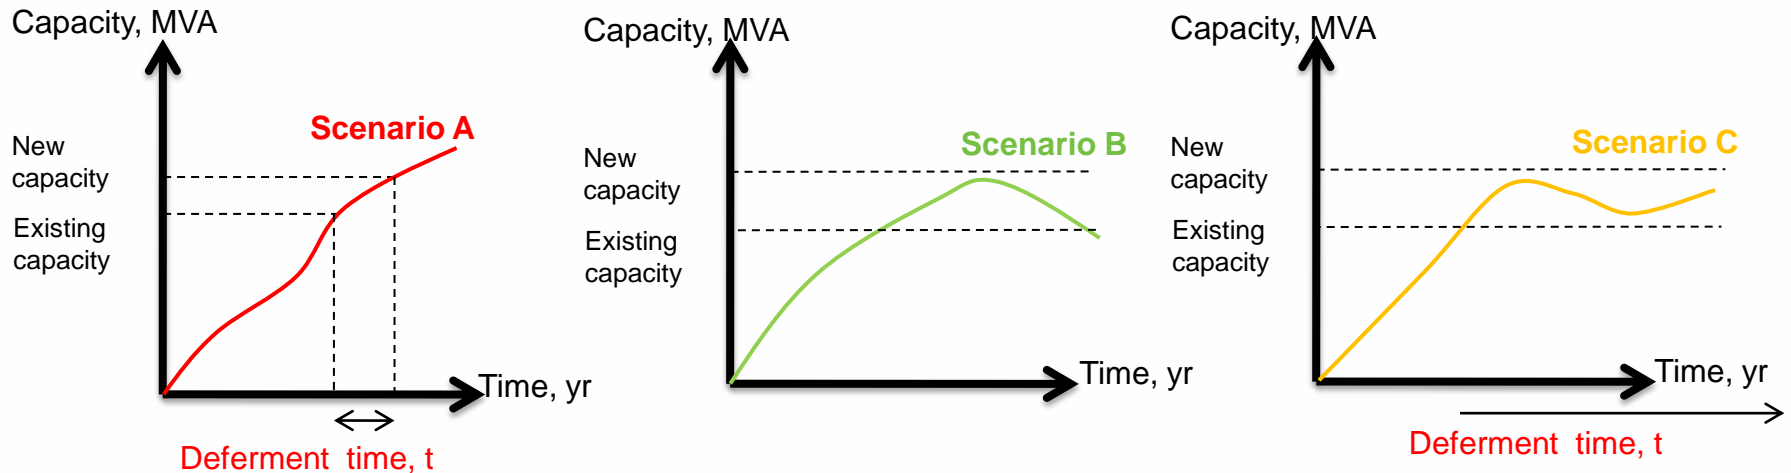 Capacity, MVA
Scenario A
New
capacity
Existing
capacity
Time, yr
Deferment time, t
Capacity, MVA
Scenario B
New
capacity
Existing
capacity
Time, yr
Capacity, MVA
Scenario C
New
capacity
Existing
capacity
Time, yr
Deferment time, t